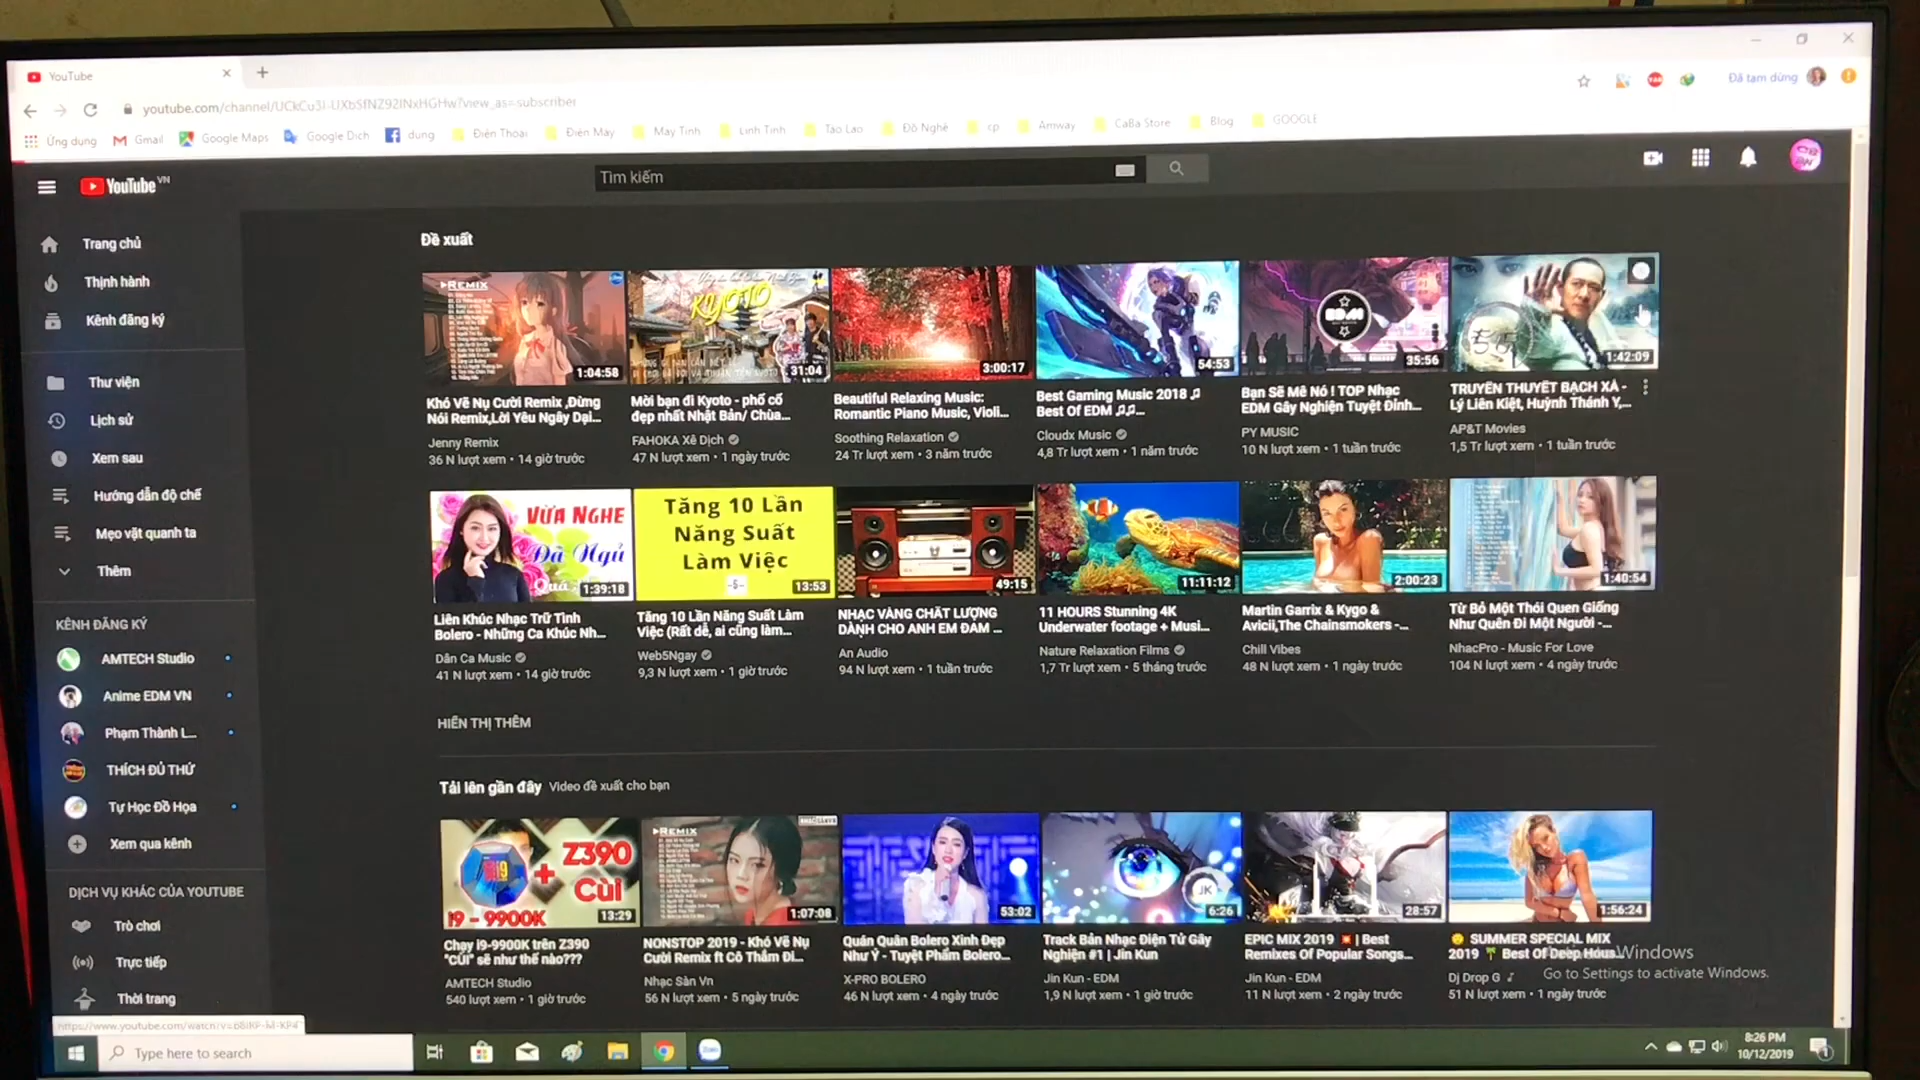 YouTube
youtube.com/channel/
view_as=subscriber
Đã tạm dừng
Ứng dụng
Gmail
Google Maps
Google Dich
dung
Điện Thoai
Điện May
May Tinh
Linh Tinh
Tao Lao
Đồ Nghề
cp
Amway
CaBa Store
Blog
GOOGLE
YouTube VN
Tìm kiếm
Trang chủ
Thịnh hành
Kênh đăng ký
Thư viện
Lịch sử
Xem sau
Hướng dẫn độ chế
Mẹo vặt quanh ta
Thêm
KÊNH ĐĂNG KÝ
AMTECH Studio
Anime EDM VN
Phạm Thành L...
THÍCH ĐỦ THỨ
Tự Học Đồ Họa
Xem qua kênh
DỊCH VỤ KHÁC CỦA YOUTUBE
Trò chơi
Trực tiếp
Thời trang
Đề xuất
REMIX
1:04:58
Khó Vẽ Nụ Cười Remix ,Đừng
Nói Remix,Lời Yêu Ngây Dại...
Jenny Remix
36 N lượt xem • 14 giờ trước
KYOTO
31:04
Mời bạn đi Kyoto - phố cổ
đẹp nhất Nhật Bản/ Chùa...
FAHOKA Xê Dịch
47 N lượt xem • 1 ngày trước
3:00:17
Beautiful Relaxing Music:
Romantic Piano Music, Violi...
Soothing Relaxation
24 Tr lượt xem • 3 năm trước
54:53
Best Gaming Music 2018 ♫
Best Of EDM ♫♫...
Cloudx Music
4,8 Tr lượt xem • 1 năm trước
35:56
Bạn Sẽ Mê Nó ! TOP Nhạc
EDM Gây Nghiện Tuyệt Đỉnh...
PY MUSIC
10 N lượt xem • 1 tuần trước
1:42:09
TRUYỀN THUYẾT BẠCH XÀ -
Lý Liên Kiệt, Huỳnh Thánh Y,...
AP&T Movies
1,5 Tr lượt xem • 1 tuần trước
VỪA NGHE
Đã Ngủ
Quá
1:39:18
Liên Khúc Nhạc Trữ Tình
Bolero - Những Ca Khúc Nh...
Dân Ca Music
41 N lượt xem • 14 giờ trước
Tăng 10 Lần
Năng Suất
Làm Việc
-5-
13:53
Tăng 10 Lần Năng Suất Làm
Việc (Rất dễ, ai cũng làm...
Web5Ngay
9,3 N lượt xem • 1 giờ trước
49:15
NHẠC VÀNG CHẤT LƯỢNG
DÀNH CHO ANH EM ĐAM ...
An Audio
94 N lượt xem • 1 tuần trước
11:11:12
11 HOURS Stunning 4K
Underwater footage + Musi...
Nature Relaxation Films
1,7 Tr lượt xem • 5 tháng trước
2:00:23
Martin Garrix & Kygo &
Avicii,The Chainsmokers -...
Chill Vibes
48 N lượt xem • 1 ngày trước
1:40:54
Từ Bỏ Một Thói Quen Giống
Như Quên Đi Một Người -...
NhacPro - Music For Love
104 N lượt xem • 4 ngày trước
HIỂN THỊ THÊM
Tải lên gần đây Video đề xuất cho bạn
i9 + Z390
Cùi
i9 - 9900K
13:29
Chạy i9-9900K trên Z390
"CÙI" sẽ như thế nào???
AMTECH Studio
540 lượt xem • 1 giờ trước
REMIX
1:07:08
NONSTOP 2019 - Khó Vẽ Nụ
Cười Remix ft Cô Thắm Đi...
Nhạc Sàn Vn
56 N lượt xem • 5 ngày trước
53:02
Quán Quân Bolero Xinh Đẹp
Như Ý - Tuyệt Phẩm Bolero...
X-PRO BOLERO
46 N lượt xem • 4 ngày trước
JK
6:26
Track Bản Nhạc Điện Tử Gây
Nghiện #1 | Jin Kun
Jin Kun - EDM
1,9 N lượt xem • 1 giờ trước
28:57
EPIC MIX 2019 💥 | Best
Remixes Of Popular Songs...
Jin Kun - EDM
11 N lượt xem • 2 ngày trước
1:56:24
SUMMER SPECIAL MIX
2019 🌴 Best Of Deep Hous...
Dj Drop G ♪
51 N lượt xem • 1 ngày trước
Windows
Go to Settings to activate Windows.
Type here to search
8:26 PM
10/12/2019
1